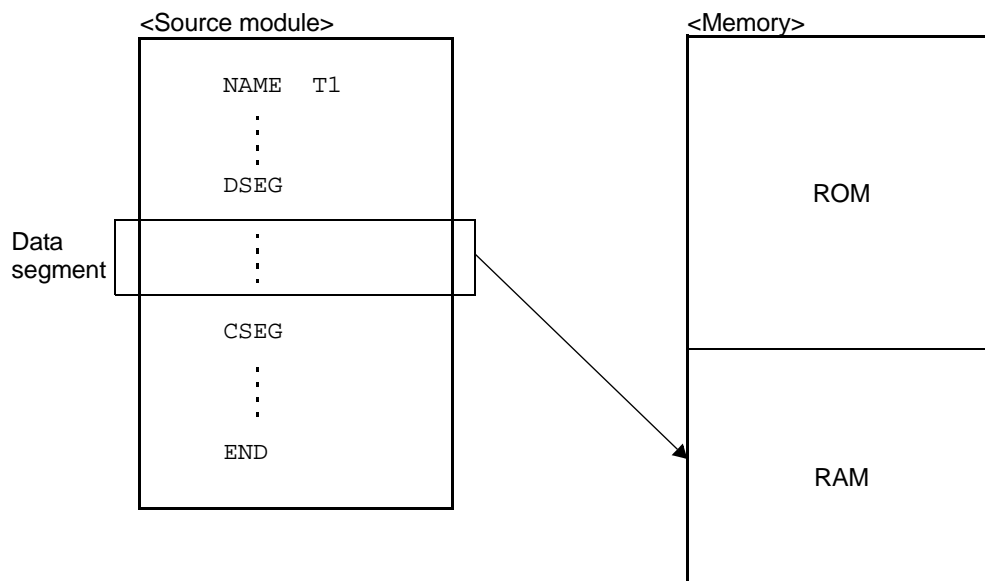 <Source module>
NAME T1
DSEG
Data
segment
CSEG
END
<Memory>
ROM
RAM